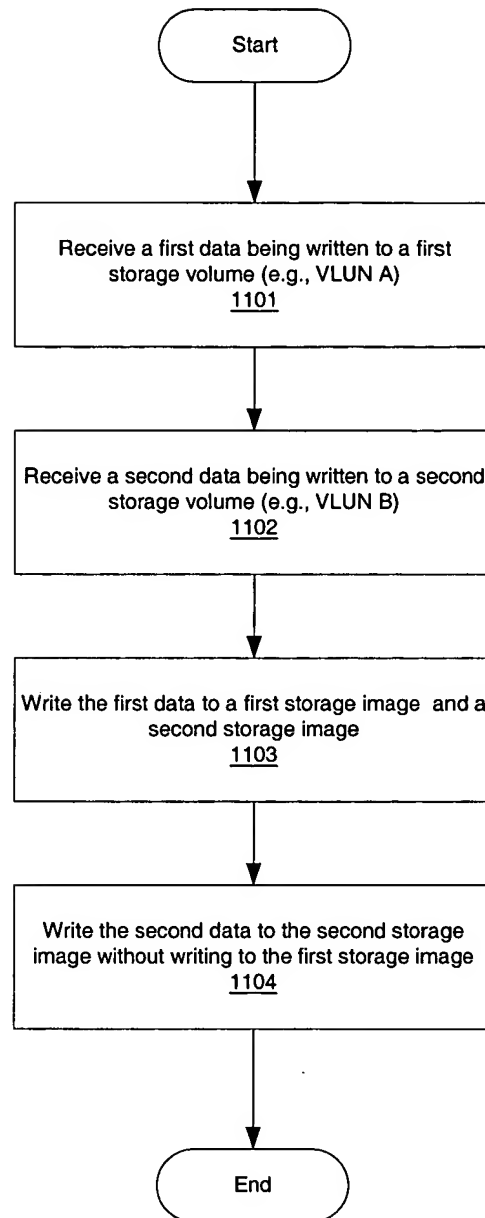 Start
Receive a first data being written to a first
storage volume (e.g., VLUN A)
1101
Receive a second data being written to a second
storage volume (e.g., VLUN B)
1102
Write the first data to a first storage image and a
second storage image
1103
Write the second data to the second storage
image without writing to the first storage image
1104
End